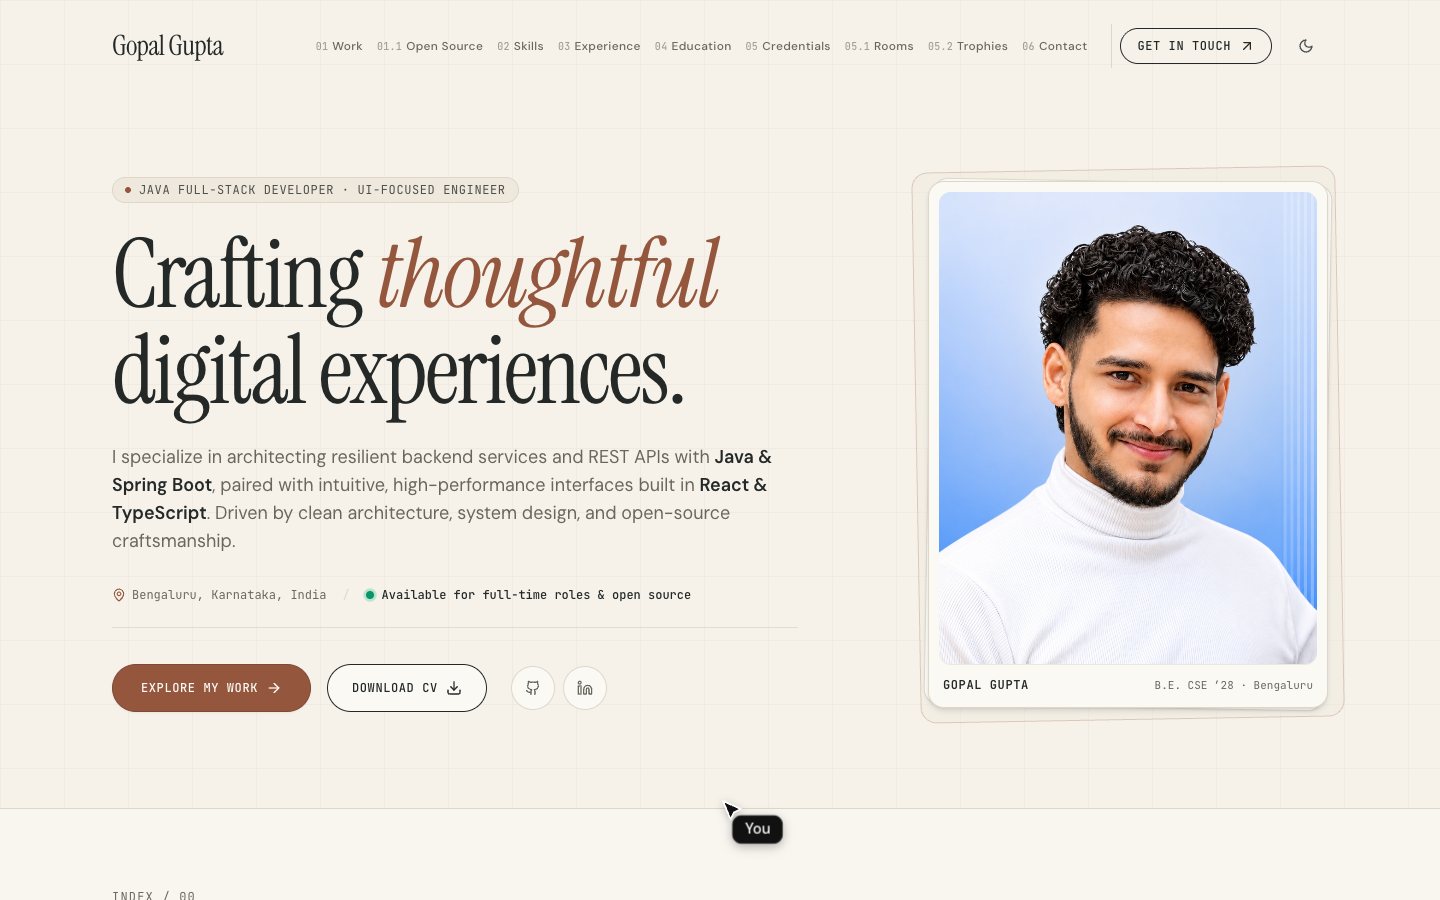 Gopal Gupta
01 Work 01.1 Open Source 02 Skills 03 Experience 04 Education 05 Credentials 05.1 Rooms 05.2 Trophies 06 Contact
GET IN TOUCH
JAVA FULL-STACK DEVELOPER · UI-FOCUSED ENGINEER
Crafting thoughtful
digital experiences.
I specialize in architecting resilient backend services and REST APIs with Java &
Spring Boot, paired with intuitive, high-performance interfaces built in React &
TypeScript. Driven by clean architecture, system design, and open-source
craftsmanship.
Bengaluru, Karnataka, India / Available for full-time roles & open source
EXPLORE MY WORK
DOWNLOAD CV
GOPAL GUPTA
B.E. CSE ’28 · Bengaluru
You
INDEX / 00